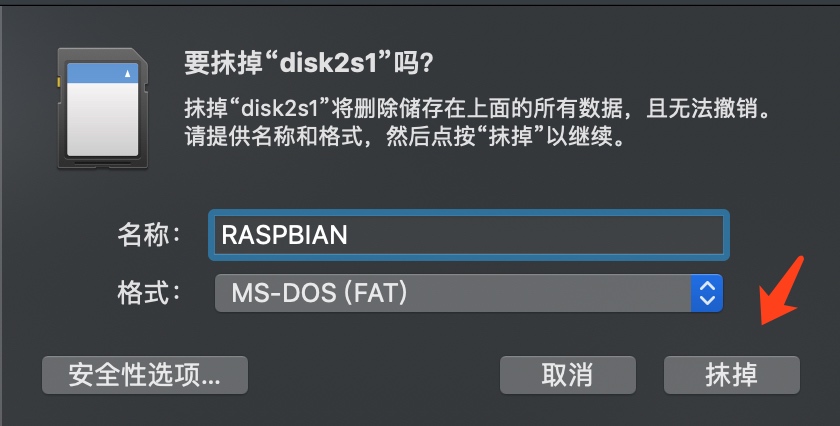 要抹掉“disk2s1”吗？
抹掉“disk2s1”将删除储存在上面的所有数据，且无法撤销。
请提供名称和格式，然后点按“抹掉”以继续。
名称： RASPBIAN
格式： MS-DOS (FAT)
安全性选项... 取消 抹掉